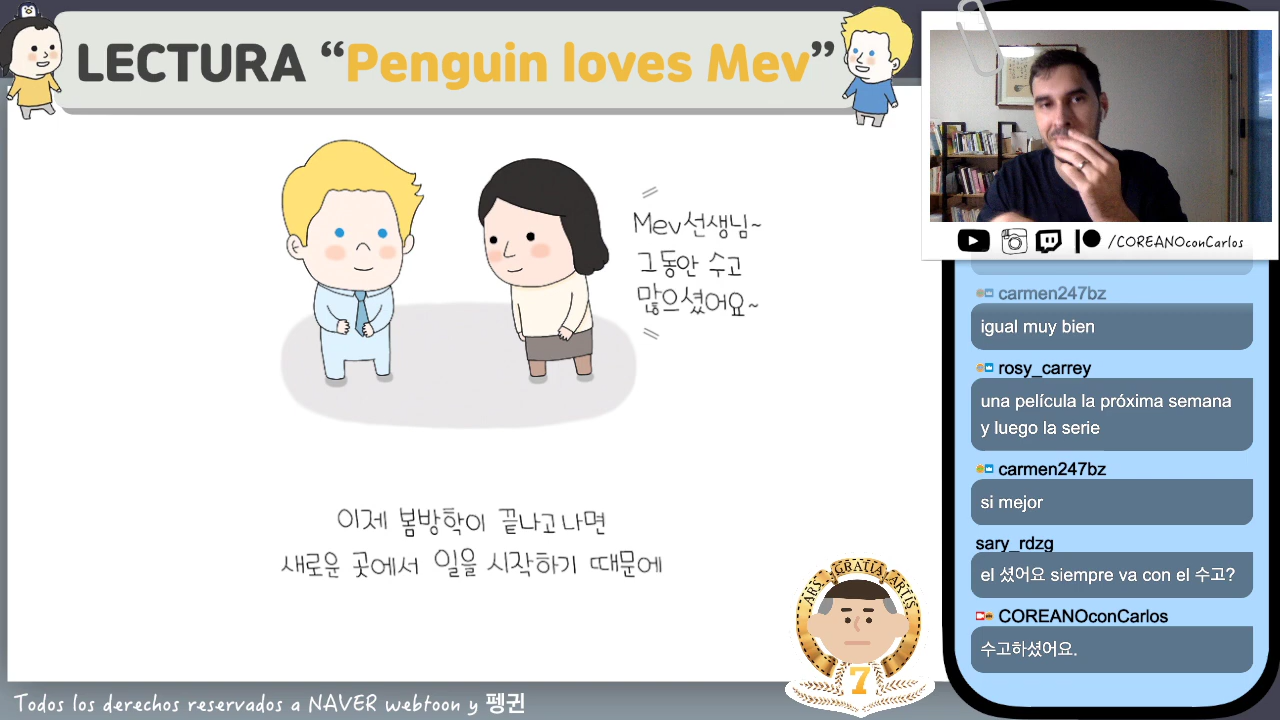 LECTURA “Penguin loves Mev”
Mev선생님~
그동안 수고
많으셨어요~
이제 봄방학이 끝나고나면
새로운 곳에서 일을 시작하기 때문에
ARS GRATIA ARTIS
7
Todos los derechos reservados a NAVER webtoon y 펭귄
/COREANOconCarlos
carmen247bz
igual muy bien
rosy_carrey
una película la próxima semana
y luego la serie
carmen247bz
si mejor
sary_rdzg
el 셨어요 siempre va con el 수고?
COREANOconCarlos
수고하셨어요.